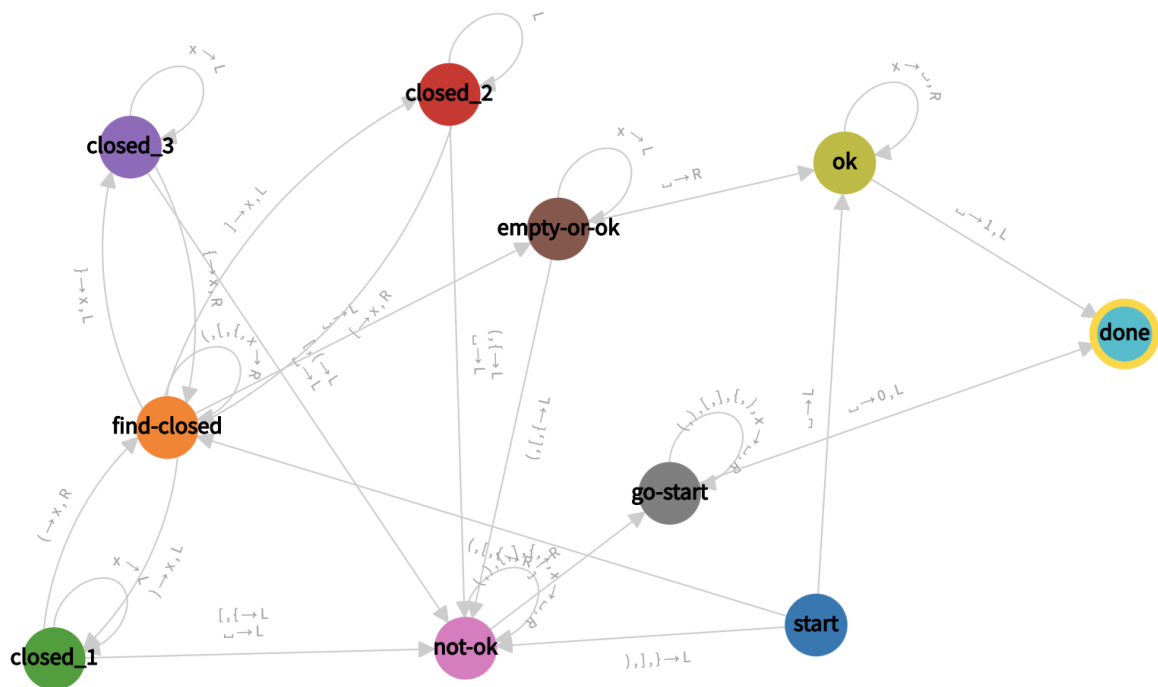 x→L
L
closed_3
closed_2
x→␣,R
ok
x→L
␣→R
empty-or-ok
]→x,L
{→x,R
}→x,L
␣→1,L
done
␣→L
[→x,R
(,[,{,x→R
(,{→L
␣→L
␣→0,L
find-closed
(,[,{→L
(,),[,],{,},x→␣,R
go-start
(→x,R
)→x,L
x→L
[,{→L
␣→L
start
closed_1
not-ok
),],}→L